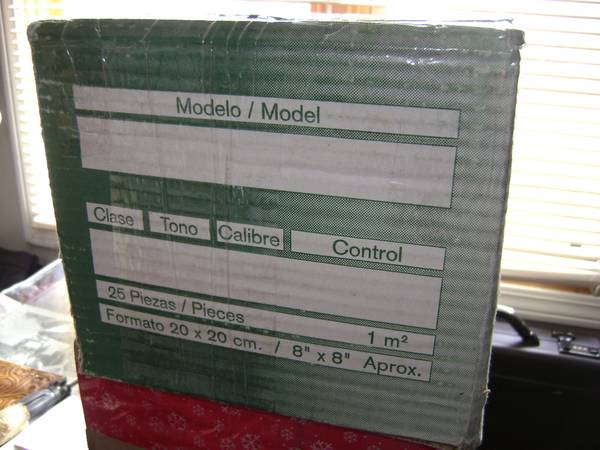 Modelo / Model
Clase Tono Calibre Control
25 Piezas / Pieces 1 m²
Formato 20 x 20 cm. / 8" x 8" Aprox.